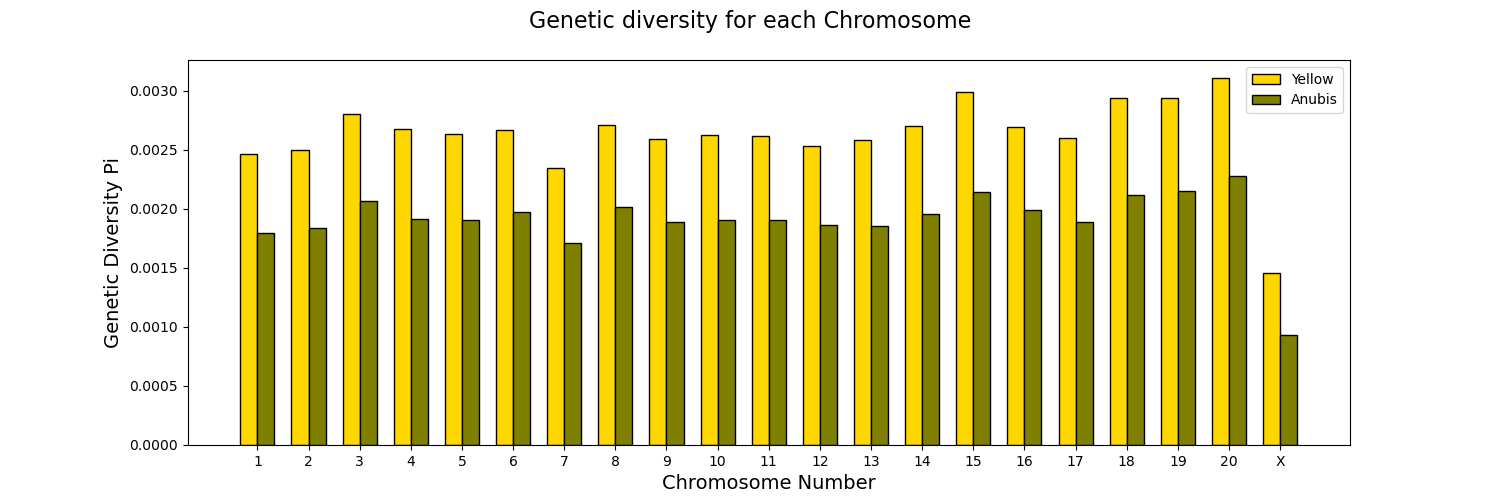 Genetic diversity for each Chromosome
Yellow
Anubis
Genetic Diversity Pi
0.0030
0.0025
0.0020
0.0015
0.0010
0.0005
0.0000
1 2 3 4 5 6 7 8 9 10 11 12 13 14 15 16 17 18 19 20 X
Chromosome Number